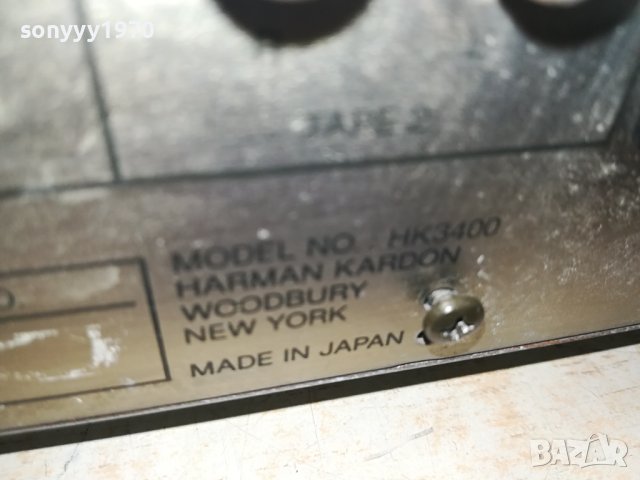 sonyyy1970
TAPE 2
MODEL NO. HK3400
HARMAN KARDON
WOODBURY
NEW YORK
MADE IN JAPAN
O.
BAZAR